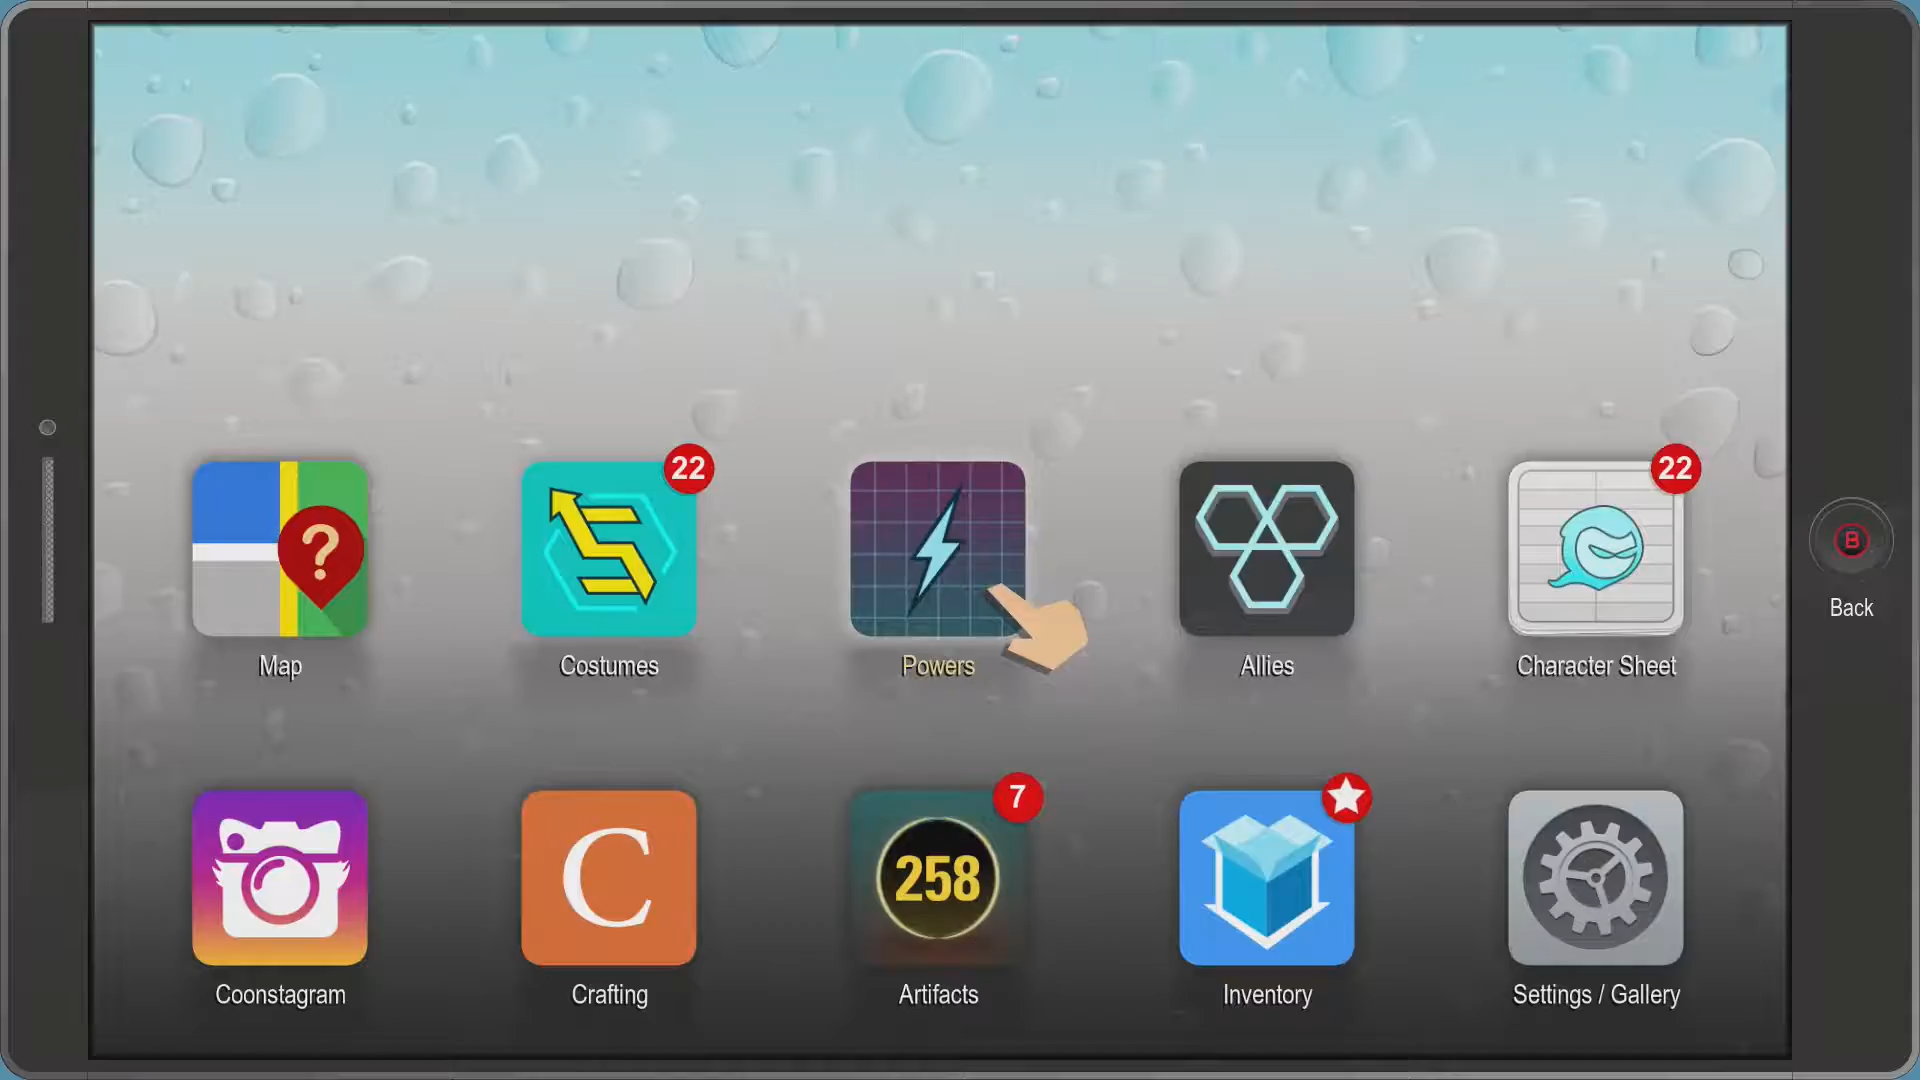 22
22
?
B
Back
Map
Costumes
Powers
Allies
Character Sheet
7
C
258
Coonstagram
Crafting
Artifacts
Inventory
Settings / Gallery